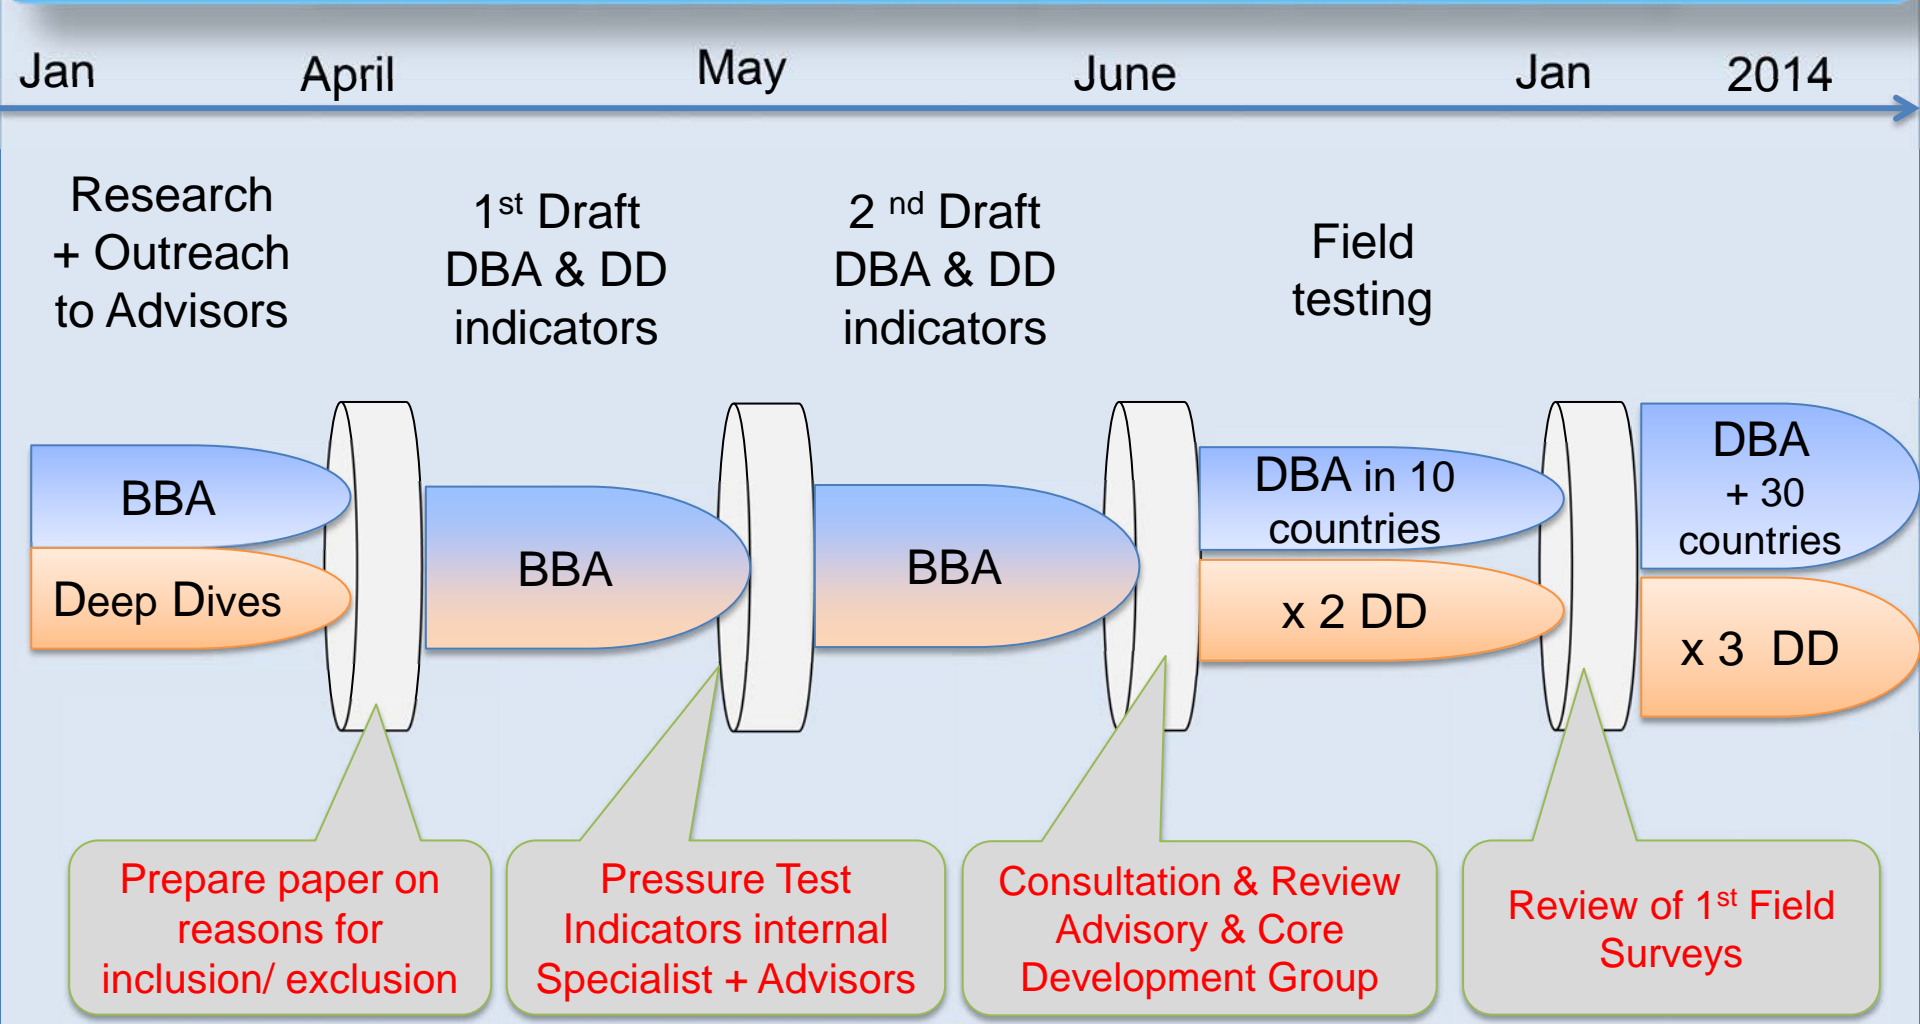 Jan April May June Jan 2014
Research
+ Outreach
to Advisors
1st Draft
DBA & DD
indicators
2 nd Draft
DBA & DD
indicators
Field
testing
BBA
Deep Dives
BBA
BBA
DBA in 10
countries
x 2 DD
DBA
+ 30
countries
x 3 DD
Prepare paper on
reasons for
inclusion/ exclusion
Pressure Test
Indicators internal
Specialist + Advisors
Consultation & Review
Advisory & Core
Development Group
Review of 1st Field
Surveys